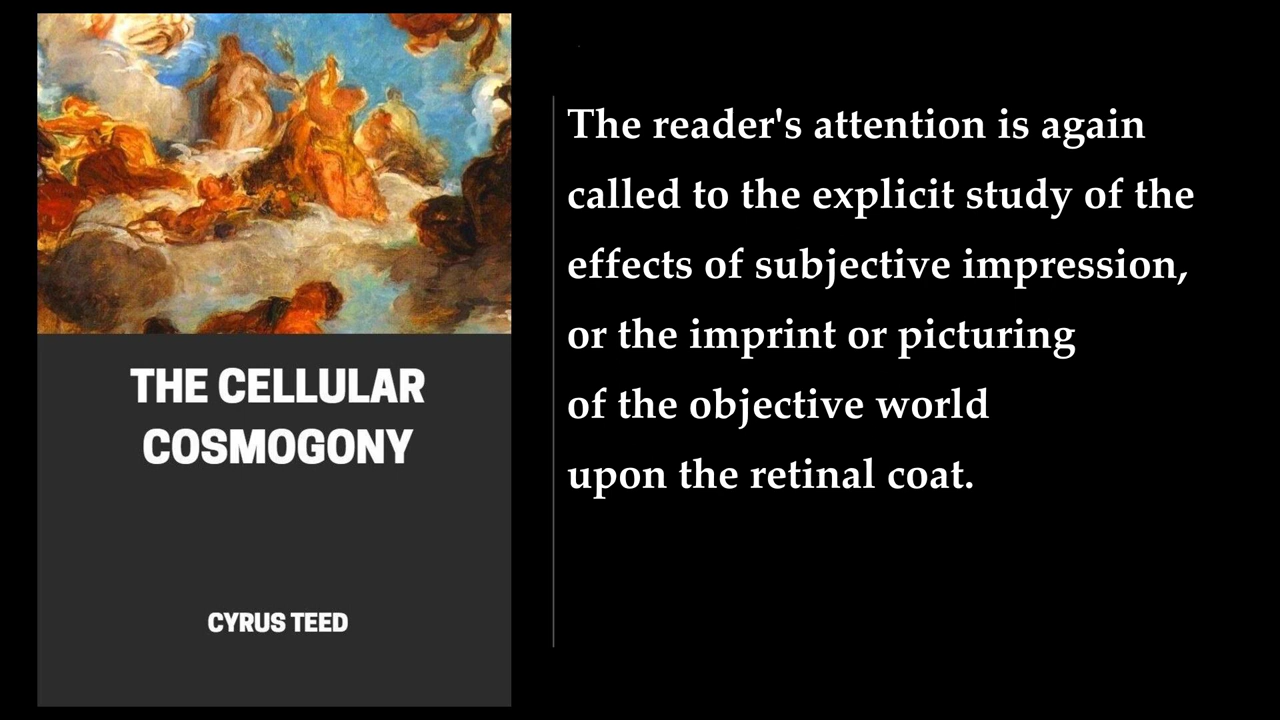 THE CELLULAR
COSMOGONY
CYRUS TEED
The reader's attention is again
called to the explicit study of the
effects of subjective impression,
or the imprint or picturing
of the objective world
upon the retinal coat.